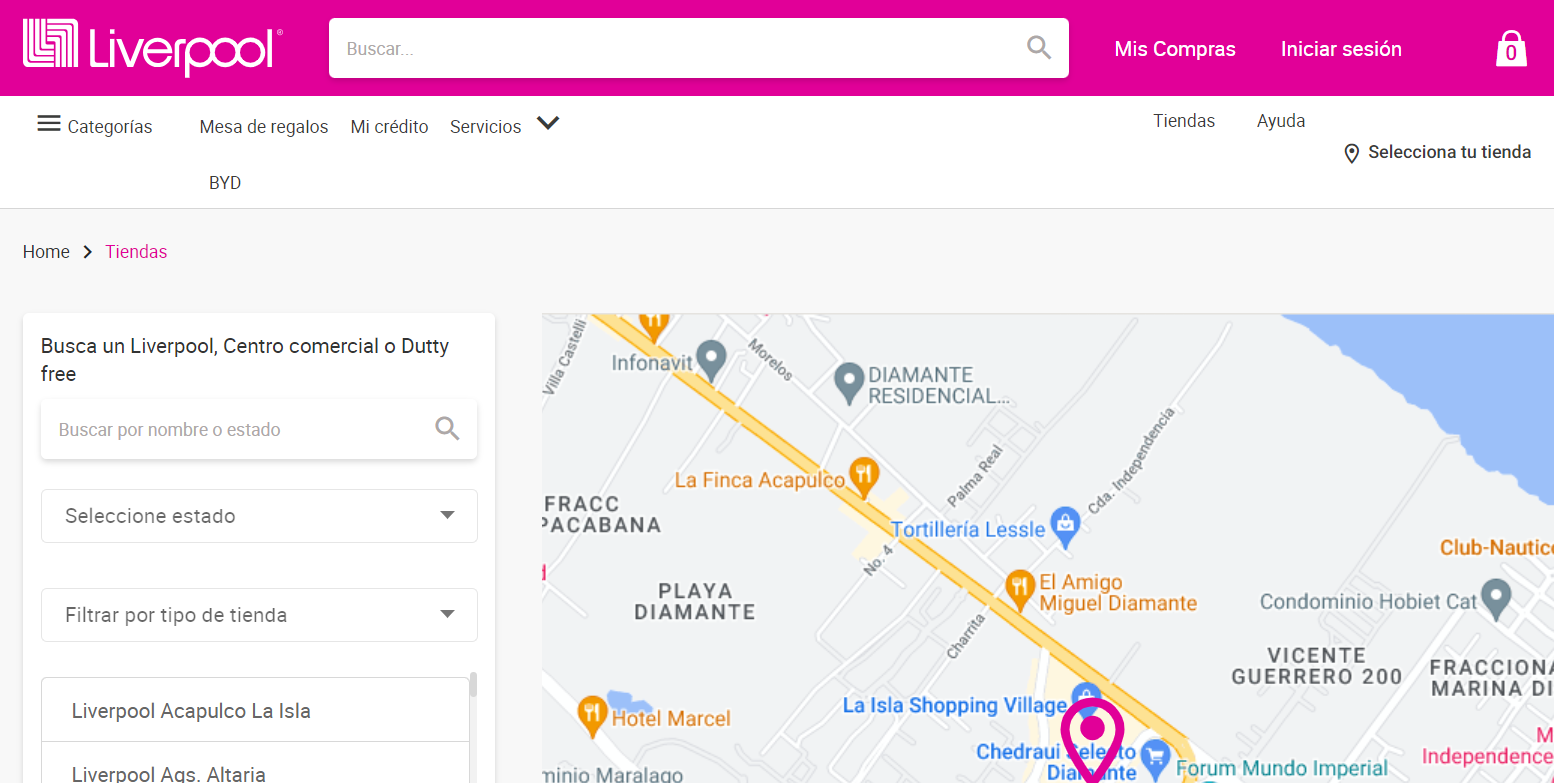 Liverpool®
Buscar...
Mis Compras
Iniciar sesión
0
Categorías
Mesa de regalos
Mi crédito
Servicios
Tiendas
Ayuda
Selecciona tu tienda
BYD
Home
Tiendas
Busca un Liverpool, Centro comercial o Dutty
free
Buscar por nombre o estado
Seleccione estado
Filtrar por tipo de tienda
Liverpool Acapulco La Isla
Liverpool Ags. Altaria
Villa Castelli
Infonavit
Morelos
DIAMANTE
RESIDENCIAL...
La Finca Acapulco
Palma Real
Cda. Independencia
FRACC
PACABANA
Tortillería Lessle
No. 4
Club-Nautico
PLAYA
DIAMANTE
El Amigo
Miguel Diamante
Condominio Hobiet Cat
Charrita
VICENTE
GUERRERO 200
FRACCIONA
MARINA DI
La Isla Shopping Village
Hotel Marcel
Chedraui Selecto
Diamante
M
Independence
Forum Mundo Imperial
minio Maralago